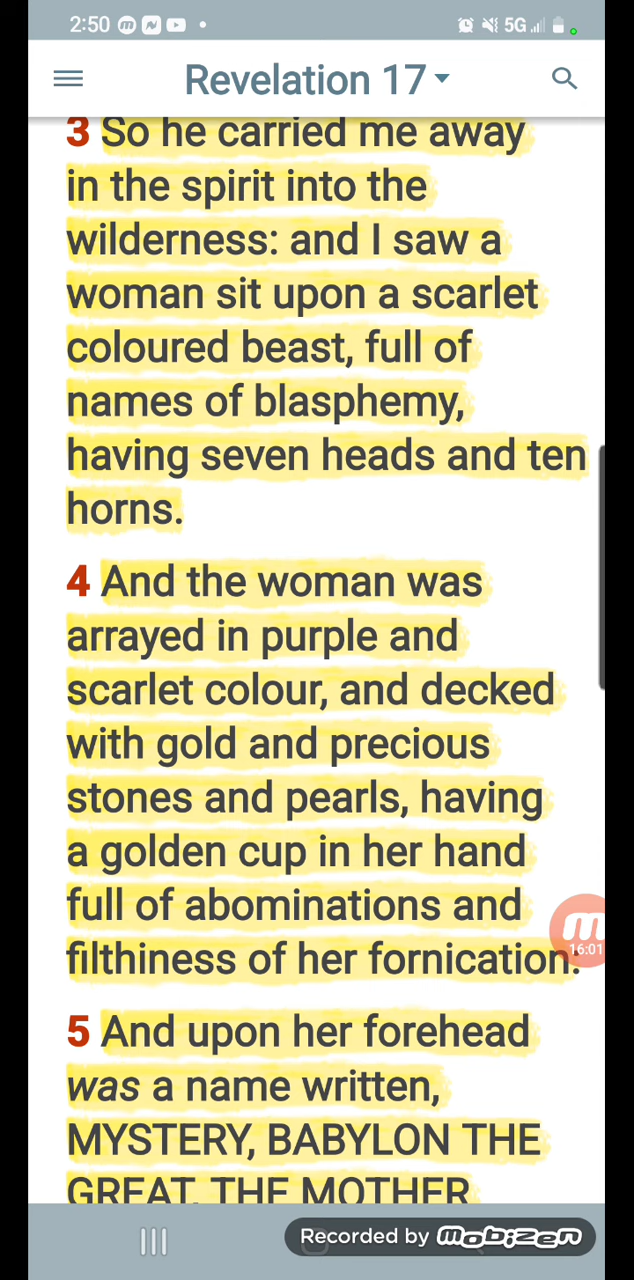 2:50
5G
Revelation 17
3 So he carried me away
in the spirit into the
wilderness: and I saw a
woman sit upon a scarlet
coloured beast, full of
names of blasphemy,
having seven heads and ten
horns.
4 And the woman was
arrayed in purple and
scarlet colour, and decked
with gold and precious
stones and pearls, having
a golden cup in her hand
full of abominations and
16:01
filthiness of her fornication:
5 And upon her forehead
was a name written,
MYSTERY, BABYLON THE
GREAT, THE MOTHER
Recorded by mobizen